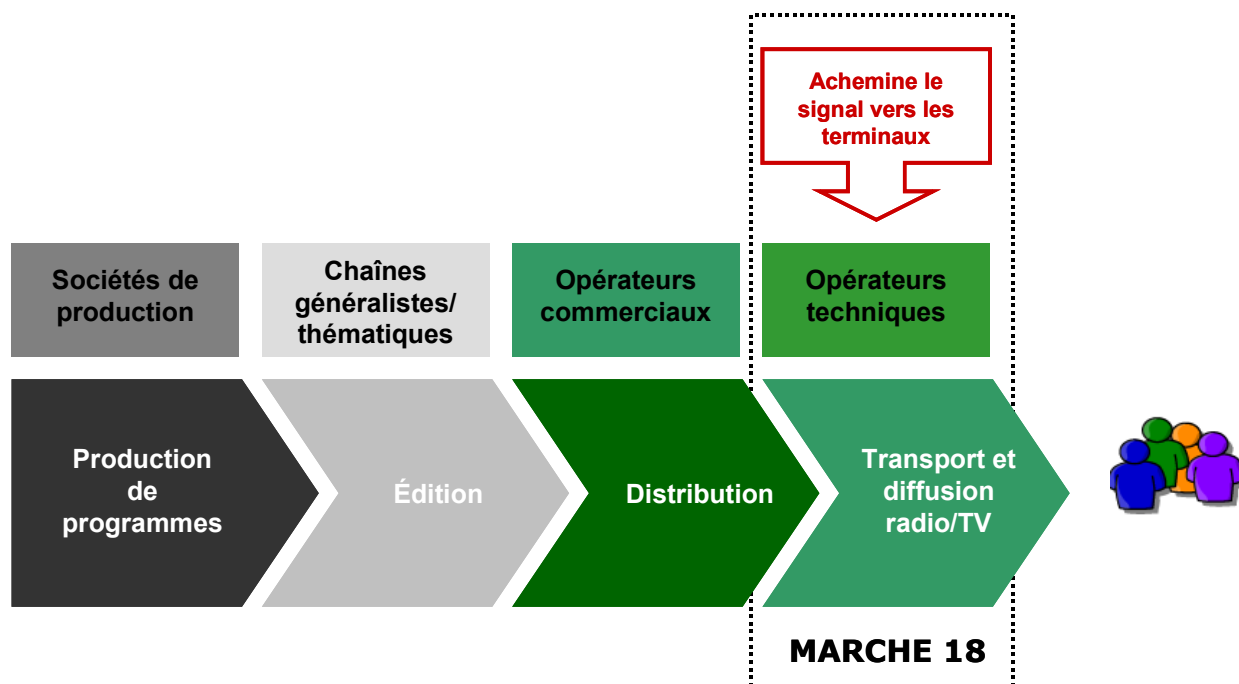 Achemine le
signal vers les
terminaux
Sociétés de
production
Chaînes
généralistes/
thématiques
Opérateurs
commerciaux
Opérateurs
techniques
Production
de
programmes
Édition
Distribution
Transport et
diffusion
radio/TV
MARCHE 18